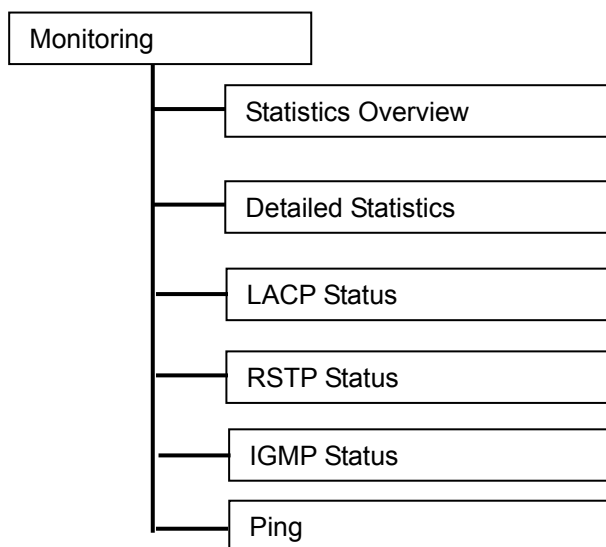 Monitoring
Statistics Overview
Detailed Statistics
LACP Status
RSTP Status
IGMP Status
Ping